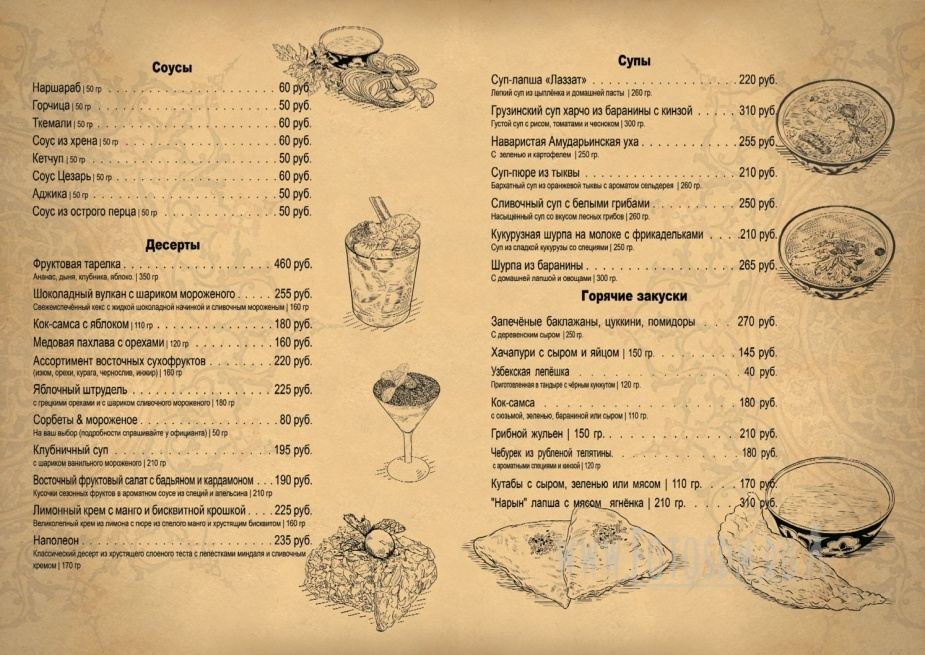 Соусы
Наршараб | 50 гр . . . 60 руб.
Горчица | 50 гр . . . 50 руб.
Ткемали | 50 гр . . . 60 руб.
Соус из хрена | 50 гр . . . 60 руб.
Кетчуп | 50 гр . . . 50 руб.
Соус Цезарь | 50 гр . . . 60 руб.
Аджика | 50 гр . . . 50 руб.
Соус из острого перца | 50 гр . . . 50 руб.
Десерты
Фруктовая тарелка . . . 460 руб.
Ананас, дыня, клубника, яблоко. | 350 гр
Шоколадный вулкан с шариком мороженого . . . 255 руб.
Свежеиспечённый кекс с жидкой шоколадной начинкой и сливочным мороженым | 160 гр
Кок-самса с яблоком | 110 гр . . . 180 руб.
Медовая пахлава с орехами | 120 гр . . . 160 руб.
Ассортимент восточных сухофруктов . . . 220 руб.
(изюм, орехи, курага, чернослив, инжир) | 160 гр
Яблочный штрудель . . . 225 руб.
с грецкими орехами и с шариком сливочного мороженого | 180 гр
Сорбеты & мороженое . . . 80 руб.
На ваш выбор (подробности спрашивайте у официанта) | 50 гр
Клубничный суп . . . 195 руб.
с шариком ванильного мороженого | 210 гр
Восточный фруктовый салат с бадьяном и кардамоном . . . 190 руб.
Кусочки сезонных фруктов в ароматном соусе из специй и апельсина | 210 гр
Лимонный крем с манго и бисквитной крошкой . . . 225 руб.
Великолепный крем из лимона с пюре из спелого манго и хрустящим бисквитом | 160 гр
Наполеон . . . 235 руб.
Классический десерт из хрустящего слоеного теста с лепестками миндаля и сливочным
кремом | 170 гр
Супы
Суп-лапша «Лаззат» . . . 220 руб.
Легкий суп из цыплёнка и домашней пасты | 260 гр.
Грузинский суп харчо из баранины с кинзой . . . 310 руб.
Густой суп с рисом, томатами и чесноком | 300 гр.
Наваристая Амударьинская уха . . . 255 руб.
С зеленью и картофелем | 250 гр.
Суп-пюре из тыквы . . . 210 руб.
Бархатный суп из оранжевой тыквы с ароматом сельдерея | 260 гр.
Сливочный суп с белыми грибами . . . 250 руб.
Насыщенный суп со вкусом лесных грибов | 260 гр.
Кукурузная шурпа на молоке с фрикадельками . . . 210 руб.
Суп из сладкой кукурузы со специями | 250 гр.
Шурпа из баранины . . . 265 руб.
С домашней лапшой и овощами | 300 гр.
Горячие закуски
Запечёные баклажаны, цуккини, помидоры . . . 270 руб.
С деревенским сыром | 250 гр.
Хачапури с сыром и яйцом | 150 гр. . . . 145 руб.
Узбекская лепёшка . . . 40 руб.
Приготовленная в тандыре с чёрным кунжутом | 120 гр.
Кок-самса . . . 180 руб.
с сюзьмой, зеленью, бараниной или сыром | 110 гр.
Грибной жульен | 150 гр. . . . 210 руб.
Чебурек из рубленой телятины. . . . 180 руб.
с ароматными специями и кинзой | 120 гр
Кутабы с сыром, зеленью или мясом | 110 гр. . . . 170 руб.
"Нарын" лапша с мясом ягнёнка | 210 гр. . . . 310 руб.